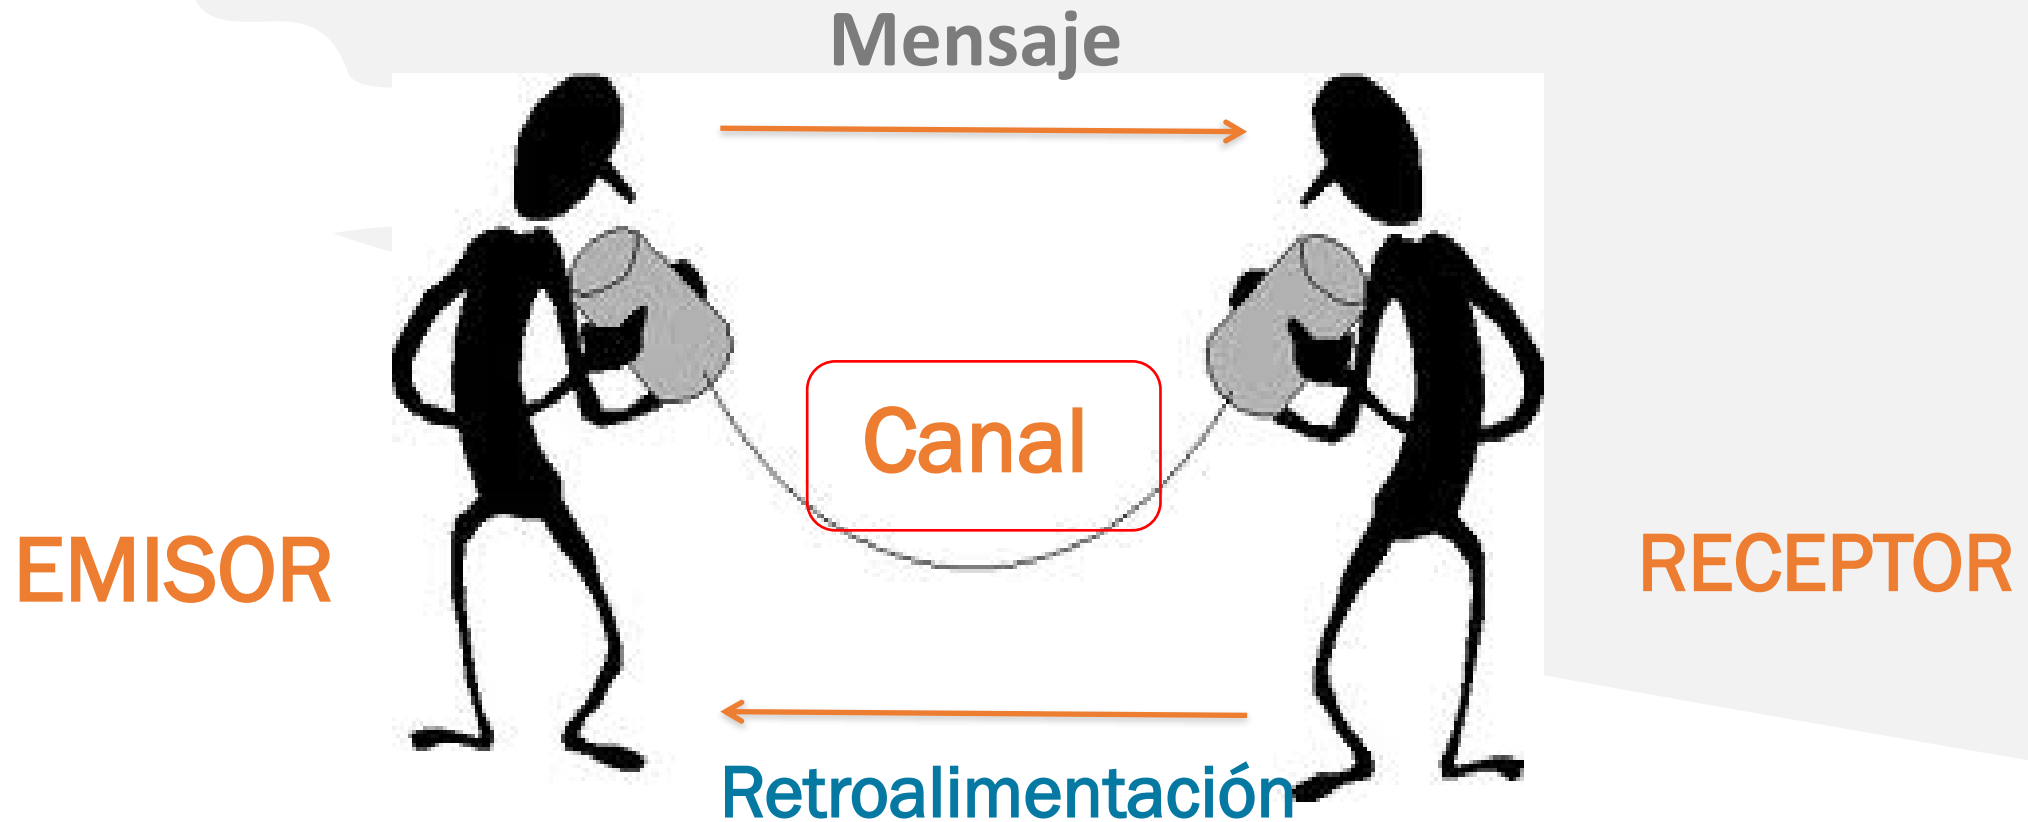 Mensaje
Canal
EMISOR
RECEPTOR
Retroalimentación